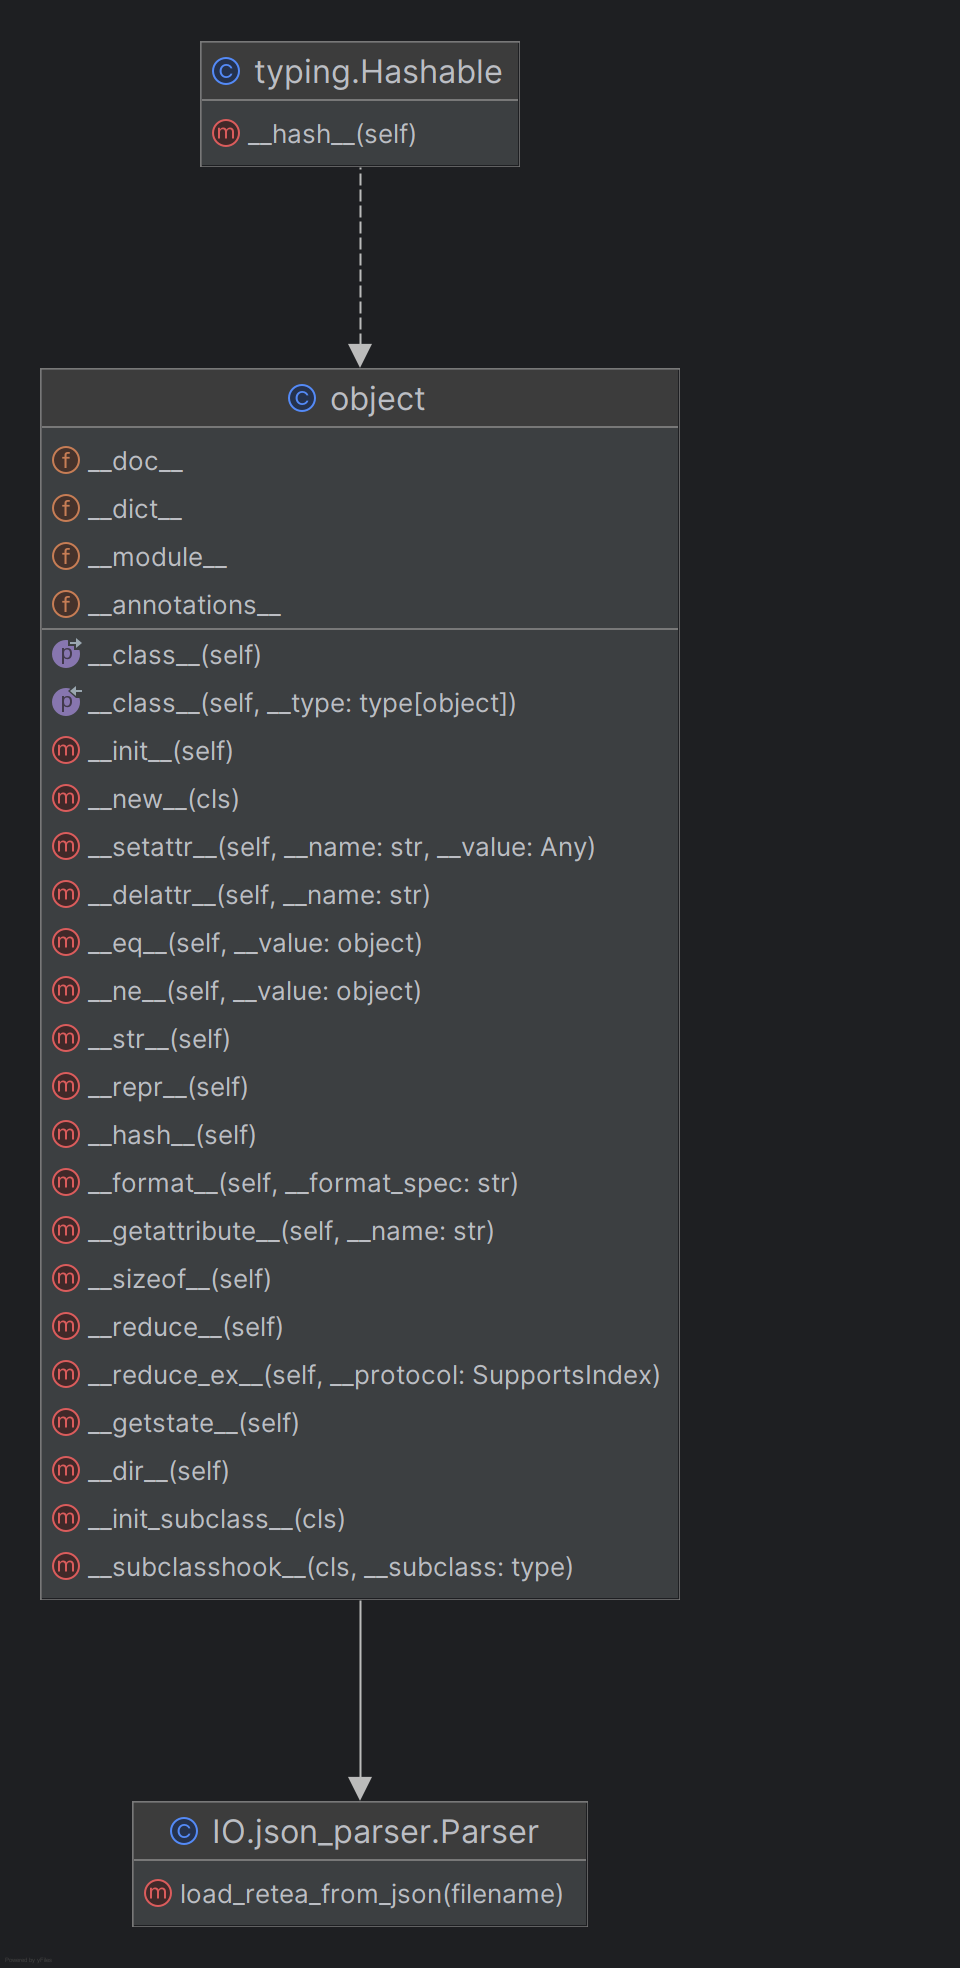 C typing.Hashable
m __hash__(self)
C object
f __doc__
f __dict__
f __module__
f __annotations__
p __class__(self)
p __class__(self, __type: type[object])
m __init__(self)
m __new__(cls)
m __setattr__(self, __name: str, __value: Any)
m __delattr__(self, __name: str)
m __eq__(self, __value: object)
m __ne__(self, __value: object)
m __str__(self)
m __repr__(self)
m __hash__(self)
m __format__(self, __format_spec: str)
m __getattribute__(self, __name: str)
m __sizeof__(self)
m __reduce__(self)
m __reduce_ex__(self, __protocol: SupportsIndex)
m __getstate__(self)
m __dir__(self)
m __init_subclass__(cls)
m __subclasshook__(cls, __subclass: type)
C IO.json_parser.Parser
m load_retea_from_json(filename)
Powered by yFiles